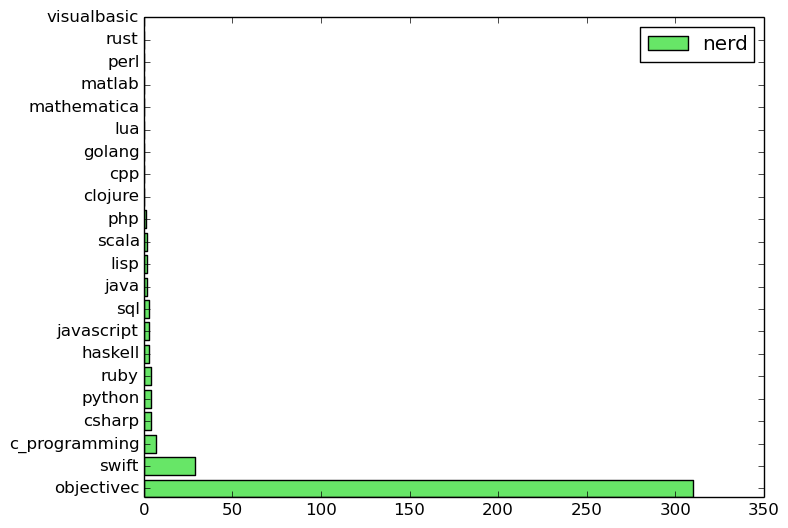 visualbasic
rust
perl
matlab
mathematica
lua
golang
cpp
clojure
php
scala
lisp
java
sql
javascript
haskell
ruby
python
csharp
c_programming
swift
objectivec
0 50 100 150 200 250 300 350
nerd